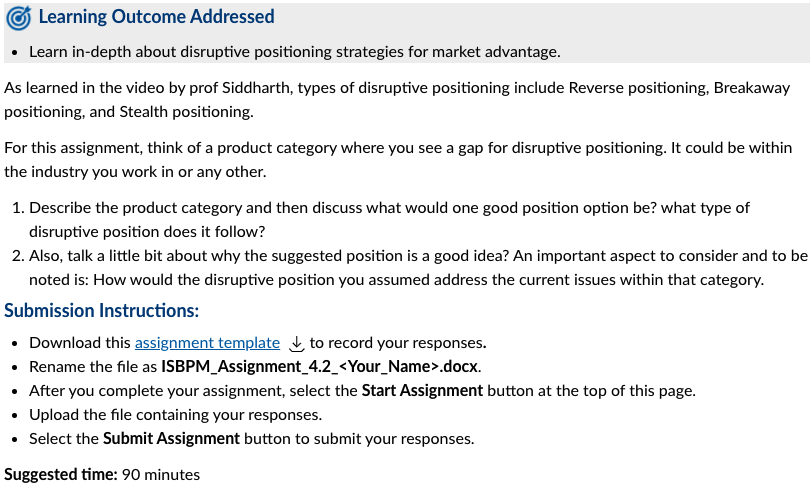 Learning Outcome Addressed
• Learn in-depth about disruptive positioning strategies for market advantage.
As learned in the video by prof Siddharth, types of disruptive positioning include Reverse positioning, Breakaway
positioning, and Stealth positioning.
For this assignment, think of a product category where you see a gap for disruptive positioning. It could be within
the industry you work in or any other.
1. Describe the product category and then discuss what would one good position option be? what type of
disruptive position does it follow?
2. Also, talk a little bit about why the suggested position is a good idea? An important aspect to consider and to be
noted is: How would the disruptive position you assumed address the current issues within that category.
Submission Instructions:
• Download this assignment template to record your responses.
• Rename the file as ISBPM_Assignment_4.2_<Your_Name>.docx.
• After you complete your assignment, select the Start Assignment button at the top of this page.
• Upload the file containing your responses.
• Select the Submit Assignment button to submit your responses.
Suggested time: 90 minutes